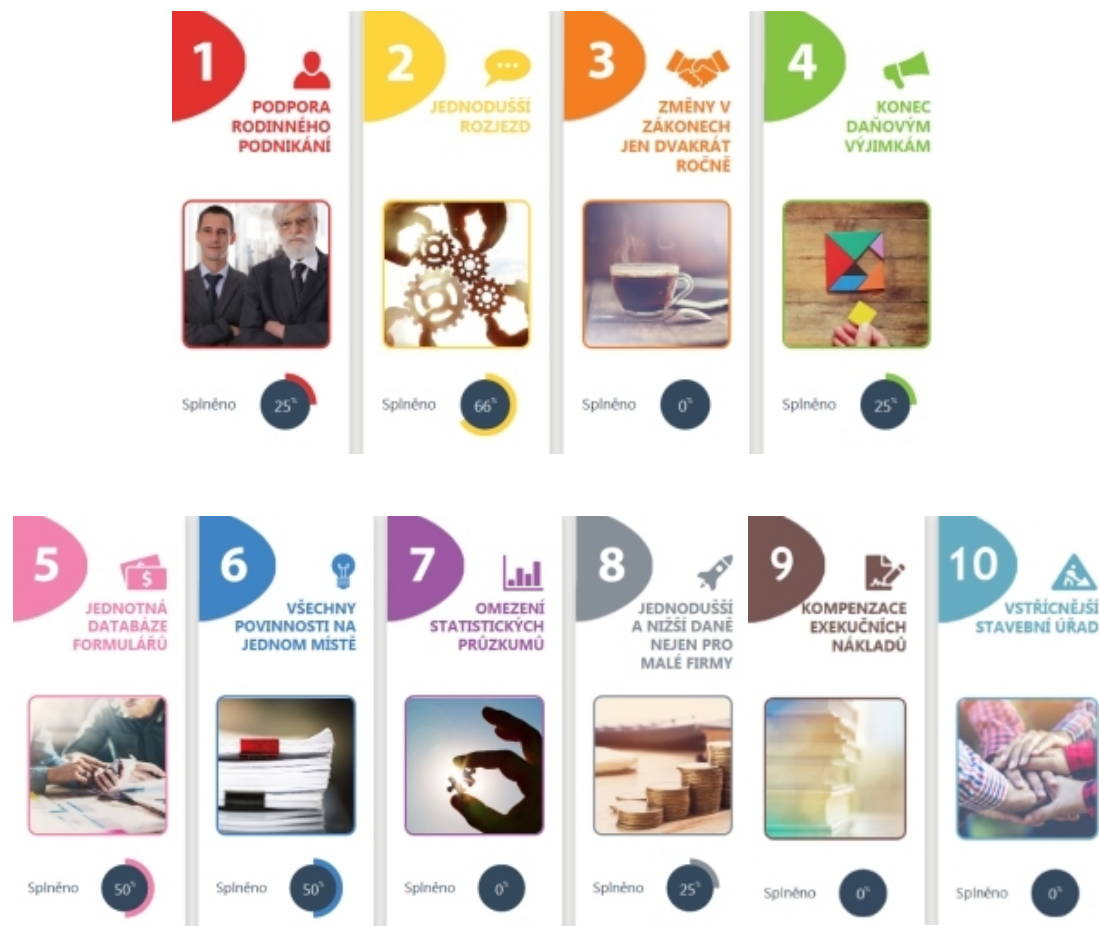 1
PODPORA
RODINNÉHO
PODNIKÁNÍ
Splněno 25%
2
JEDNODUŠŠÍ
ROZJEZD
Splněno 66%
3
ZMĚNY V
ZÁKONECH
JEN DVAKRÁT
ROČNĚ
Splněno 0%
4
KONEC
DAŇOVÝM
VÝJIMKÁM
Splněno 25%
5
$
JEDNOTNÁ
DATABÁZE
FORMULÁŘŮ
Splněno 50%
6
VŠECHNY
POVINNOSTI NA
JEDNOM MÍSTĚ
Splněno 50%
7
OMEZENÍ
STATISTICKÝCH
PRŮZKUMŮ
Splněno 0%
8
JEDNODUŠŠÍ
A NIŽŠÍ DANĚ
NEJEN PRO
MALÉ FIRMY
Splněno 25%
9
KOMPENZACE
EXEKUČNÍCH
NÁKLADŮ
Splněno 0%
10
VSTŘÍCNĚJŠÍ
STAVEBNÍ ÚŘAD
Splněno 0%